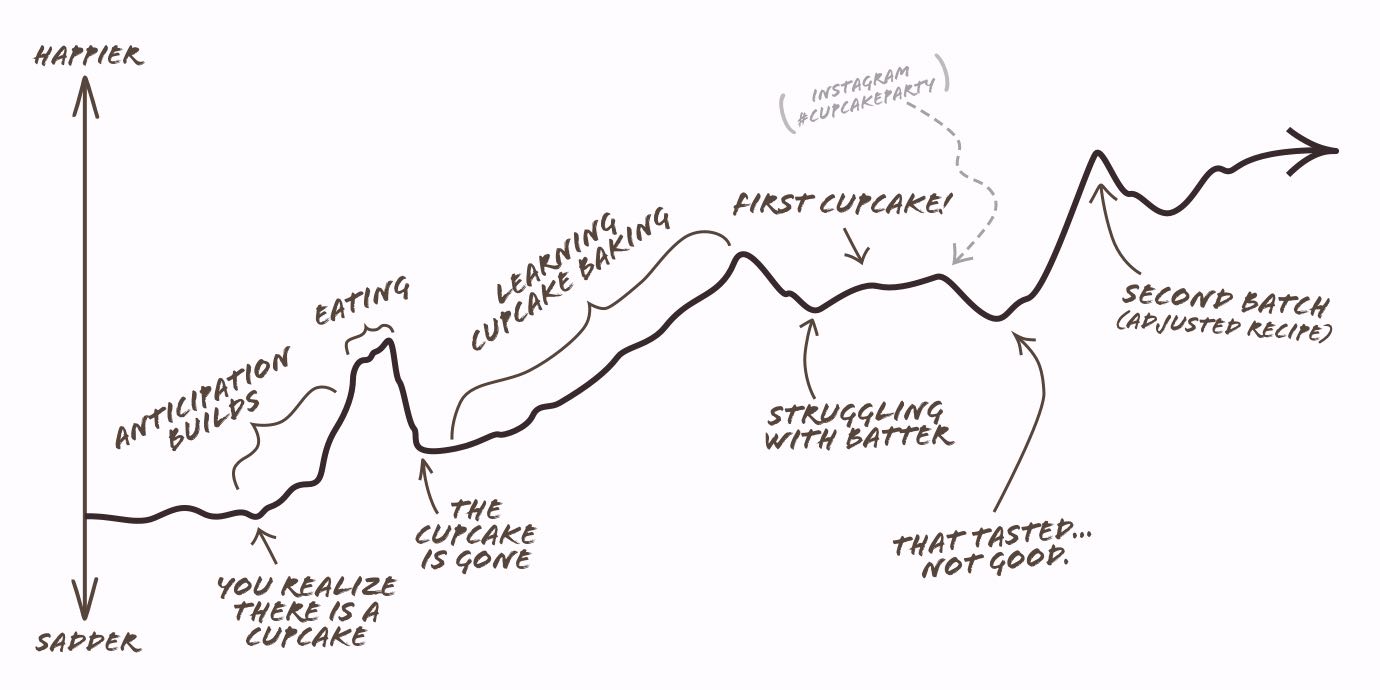 HAPPIER
(INSTAGRAM
#CUPCAKEPARTY)
FIRST CUPCAKE!
LEARNING
CUPCAKE BAKING
EATING
ANTICIPATION
BUILDS
SECOND BATCH
(ADJUSTED RECIPE)
STRUGGLING
WITH BATTER
THE
CUPCAKE
IS GONE
THAT TASTED...
NOT GOOD.
YOU REALIZE
THERE IS A
CUPCAKE
SADDER